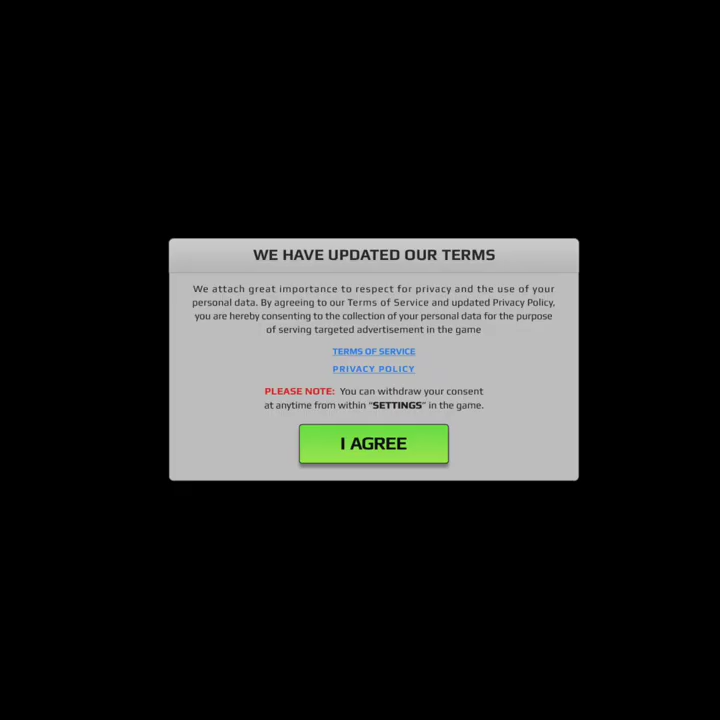 WE HAVE UPDATED OUR TERMS
We attach great importance to respect for privacy and the use of your
personal data. By agreeing to our Terms of Service and updated Privacy Policy,
you are hereby consenting to the collection of your personal data for the purpose
of serving targeted advertisement in the game
TERMS OF SERVICE
PRIVACY POLICY
PLEASE NOTE: You can withdraw your consent
at anytime from within "SETTINGS" in the game.
I AGREE